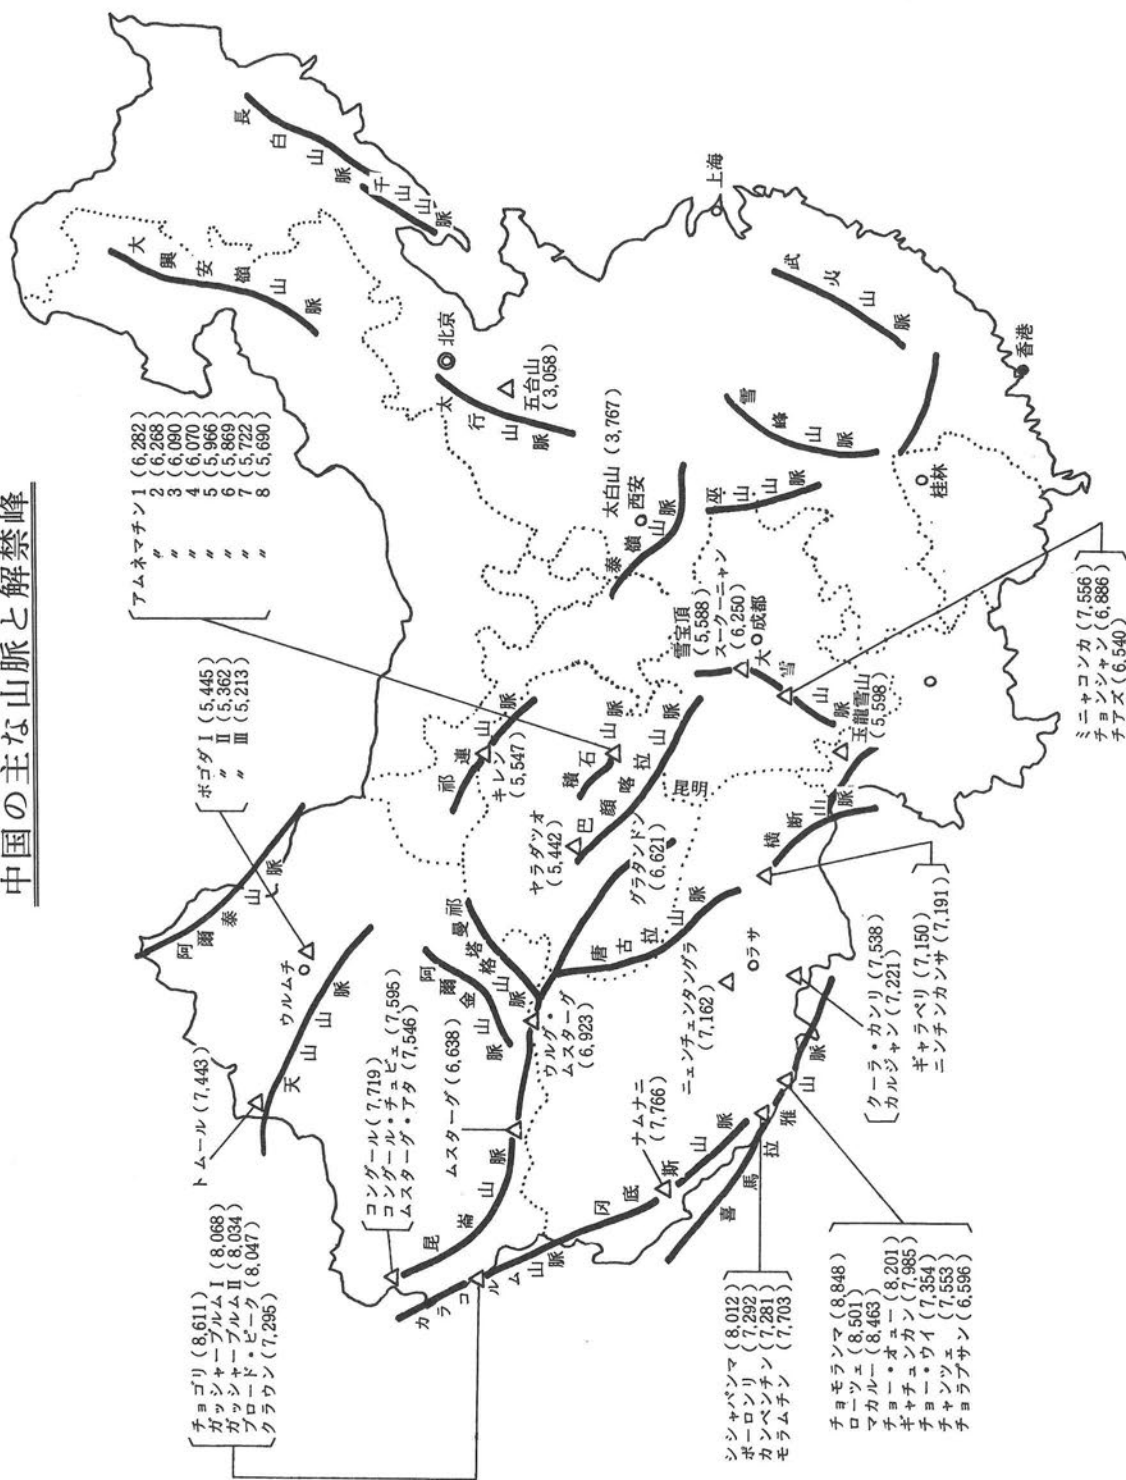 中国の主な山脈と解禁峰
チョゴリ(8,611)
ガッシャーブルムⅠ(8,068)
ガッシャーブルムⅡ(8,034)
ブロード・ピーク(8,047)
クラウン(7,295)
トムール(7,443)
コングール(7,719)
コングール・チュビェ(7,595)
ムスターグ・アタ(7,546)
ムスターグ(6,638)
ボゴダⅠ(5,445)
〃 Ⅱ(5,362)
〃 Ⅲ(5,213)
アムネマチン1(6,282)
〃 2(6,268)
〃 3(6,090)
〃 4(6,070)
〃 5(5,966)
〃 6(5,869)
〃 7(5,722)
〃 8(5,690)
阿爾泰山脈
ウルムチ
天山山脈
大興安嶺山脈
長白山脈
千山山脈
北京
太行山脈
五台山
(3,058)
上海
武夷山脈
香港
雪峰山脈
桂林
太白山(3,767)
西安
秦嶺山脈
巫山山脈
祁連山脈
キレン
(5,547)
積石山脈
ヤラダツオ
(5,442)
巴顔喀拉山脈
昆明
グラタンドン
(6,621)
唐古拉山脈
祁曼塔格山脈
阿爾金山脈
ウルグ・
ムスターグ
(6,923)
昆崙山脈
カラコルム山脈
冈底斯山脈
ナムナニ
(7,766)
ニェンチェンタングラ
(7,162)
ラサ
喜馬拉雅山脈
横断山脈
玉龍雪山
(5,598)
雪宝頂
(5,588)
スークーニャン
(6,250)
成都
大雪山脈
シシャパンマ(8,012)
ポーロンリ(7,292)
カンペンチン(7,281)
モラムチン(7,703)
チョモランマ(8,848)
ローツェ(8,501)
マカルー(8,463)
チョー・オュー(8,201)
ギャチュンカン(7,985)
チョー・ウイ(7,354)
チャンツェ(7,553)
チョラプサン(6,596)
クーラ・カンリ(7,538)
カルジャン(7,221)
ギャラペリ(7,150)
ニンチンカンサ(7,191)
ミニャコンカ(7,556)
チョンシャン(6,886)
チアズ(6,540)